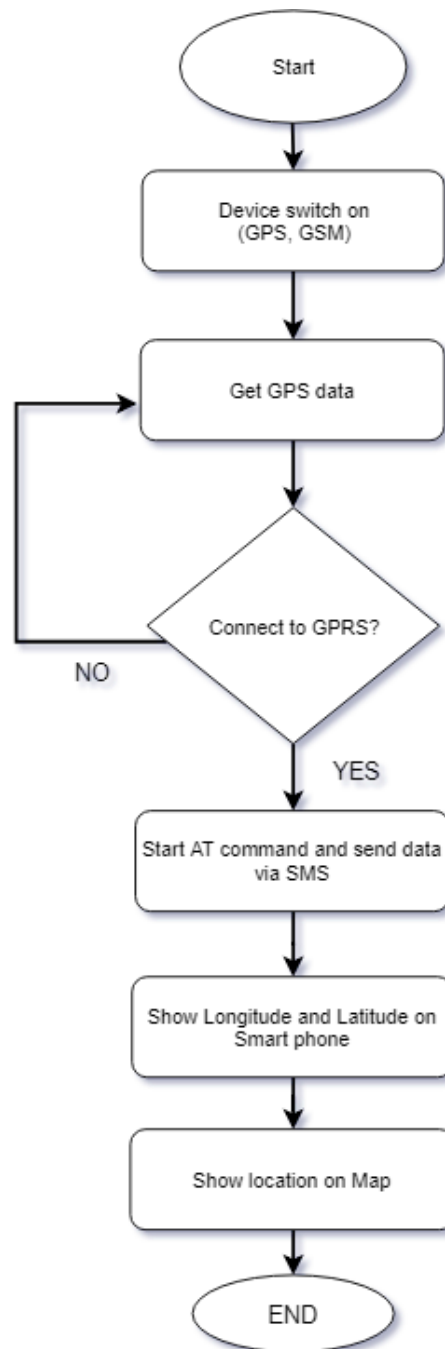 Start
Device switch on
(GPS, GSM)
Get GPS data
Connect to GPRS?
NO
YES
Start AT command and send data
via SMS
Show Longitude and Latitude on
Smart phone
Show location on Map
END